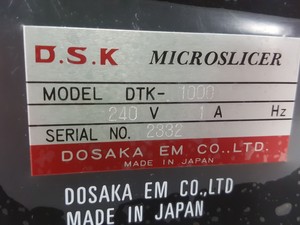 D.S.K MICROSLICER
MODEL DTK-1000
240 V 1 A Hz
SERIAL NO. 2332
DOSAKA EM CO.,LTD.
MADE IN JAPAN
DOSAKA EM CO.,LTD
MADE IN JAPAN